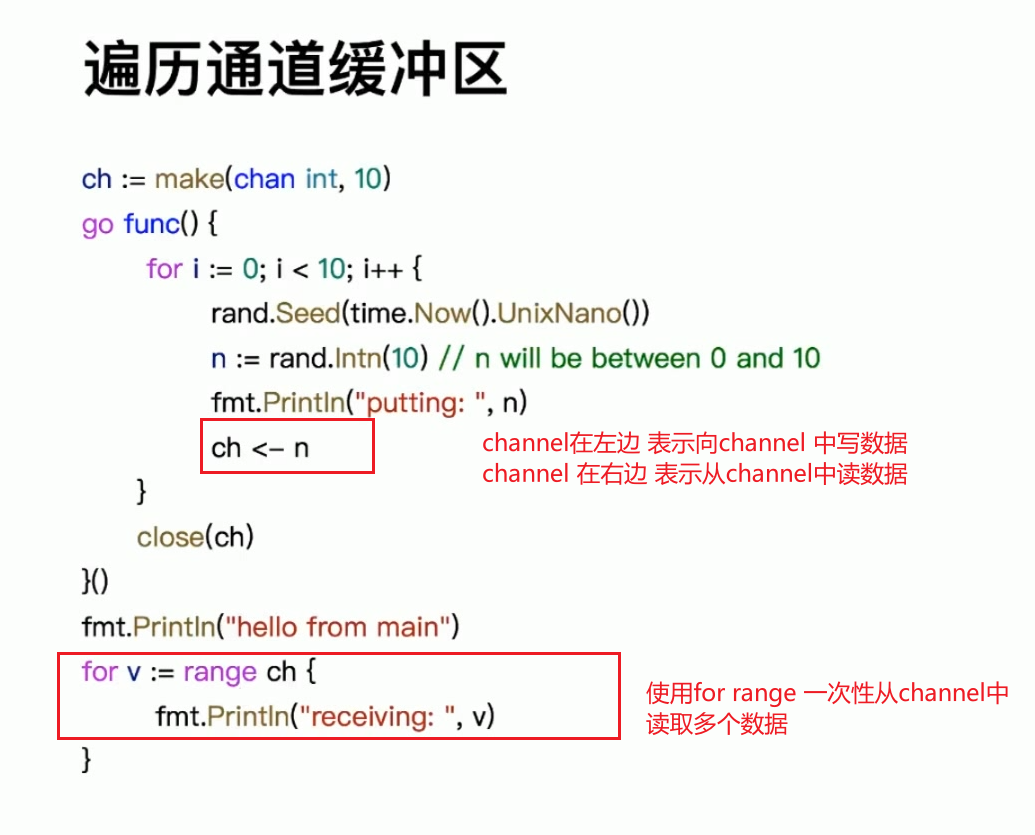 遍历通道缓冲区
ch := make(chan int, 10)
go func() {
for i := 0; i < 10; i++ {
rand.Seed(time.Now().UnixNano())
n := rand.Intn(10) // n will be between 0 and 10
fmt.Println("putting: ", n)
ch <- n
channel在左边 表示向channel 中写数据
channel 在右边 表示从channel中读数据
}
close(ch)
}()
fmt.Println("hello from main")
for v := range ch {
fmt.Println("receiving: ", v)
使用for range 一次性从channel中
读取多个数据
}